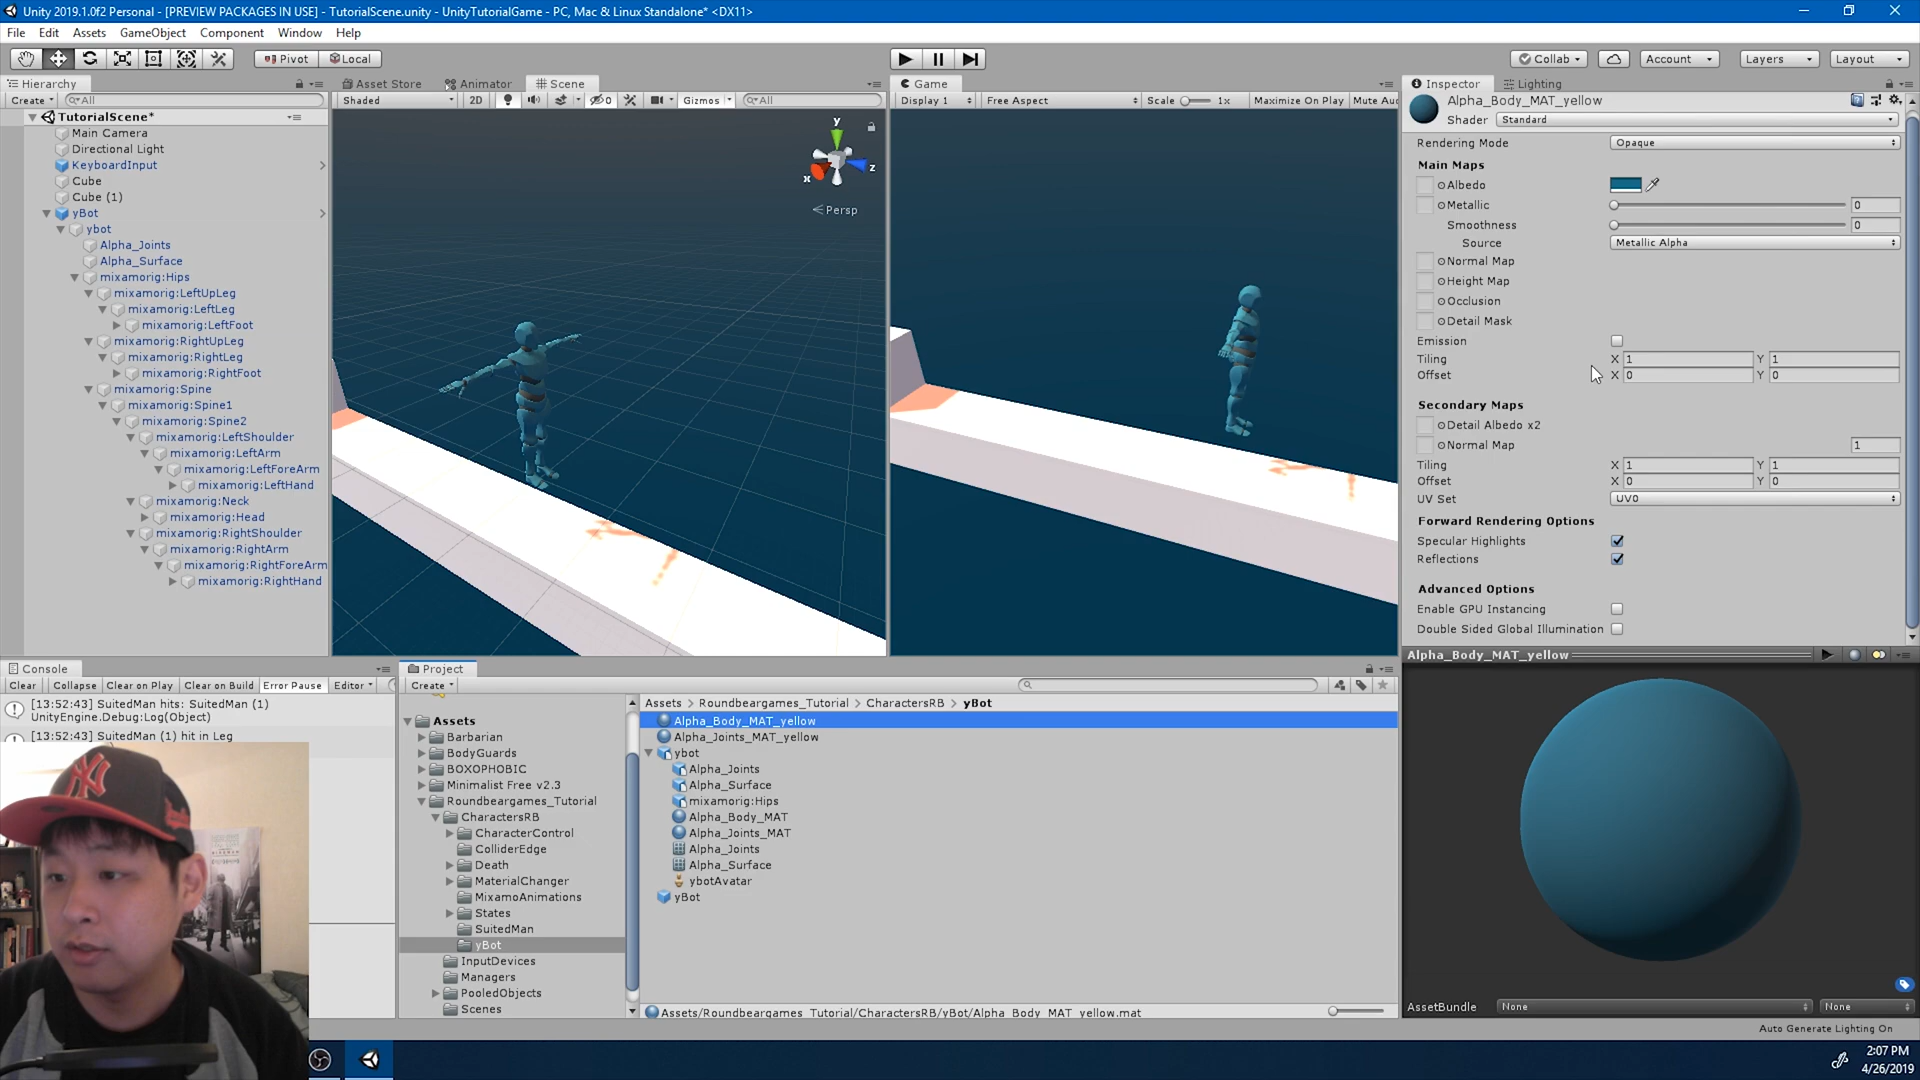 Unity 2019.1.0f2 Personal - [PREVIEW PACKAGES IN USE] - TutorialScene.unity - UnityTutorialGame - PC, Mac & Linux Standalone* <DX11>
File Edit Assets GameObject Component Window Help
Pivot Local Collab Account Layers Layout
Hierarchy Asset Store Animator Scene Game Inspector Lighting
Create All Shaded 2D 0 Gizmos All Display 1 Free Aspect Scale 1x Maximize On Play Mute Au
TutorialScene*
Main Camera
Directional Light
KeyboardInput
Cube
Cube (1)
yBot
ybot
Alpha_Joints
Alpha_Surface
mixamorig:Hips
mixamorig:LeftUpLeg
mixamorig:LeftLeg
mixamorig:LeftFoot
mixamorig:RightUpLeg
mixamorig:RightLeg
mixamorig:RightFoot
mixamorig:Spine
mixamorig:Spine1
mixamorig:Spine2
mixamorig:LeftShoulder
mixamorig:LeftArm
mixamorig:LeftForeArm
mixamorig:LeftHand
mixamorig:Neck
mixamorig:Head
mixamorig:RightShoulder
mixamorig:RightArm
mixamorig:RightForeArm
mixamorig:RightHand
y
x
z
Persp
Alpha_Body_MAT_yellow
Shader Standard
Rendering Mode Opaque
Main Maps
Albedo
Metallic 0
Smoothness 0
Source Metallic Alpha
Normal Map
Height Map
Occlusion
Detail Mask
Emission
Tiling X 1 Y 1
Offset X 0 Y 0
Secondary Maps
Detail Albedo x2
Normal Map 1
Tiling X 1 Y 1
Offset X 0 Y 0
UV Set UV0
Forward Rendering Options
Specular Highlights
Reflections
Advanced Options
Enable GPU Instancing
Double Sided Global Illumination
Alpha_Body_MAT_yellow
AssetBundle None None
Auto Generate Lighting On
Console
Clear Collapse Clear on Play Clear on Build Error Pause Editor
[13:52:43] SuitedMan hits: SuitedMan (1)
UnityEngine.Debug:Log(Object)
[13:52:43] SuitedMan (1) hit in Leg
Project
Create
Assets
Barbarian
BodyGuards
BOXOPHOBIC
Minimalist Free v2.3
Roundbeargames_Tutorial
CharactersRB
CharacterControl
ColliderEdge
Death
MaterialChanger
MixamoAnimations
States
SuitedMan
yBot
InputDevices
Managers
PooledObjects
Scenes
Assets > Roundbeargames_Tutorial > CharactersRB > yBot
Alpha_Body_MAT_yellow
Alpha_Joints_MAT_yellow
ybot
Alpha_Joints
Alpha_Surface
mixamorig:Hips
Alpha_Body_MAT
Alpha_Joints_MAT
Alpha_Joints
Alpha_Surface
ybotAvatar
yBot
Assets/Roundbeargames_Tutorial/CharactersRB/yBot/Alpha_Body_MAT_yellow.mat
2:07 PM
4/26/2019